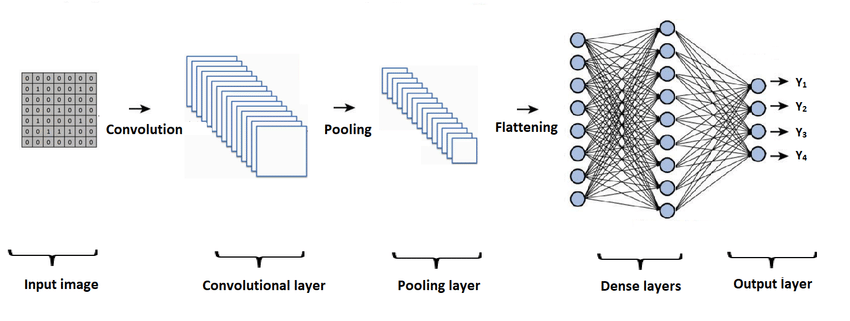 0 0 0 0 0 0 0
0 1 0 0 0 1 0
0 0 0 0 0 0 0
0 0 0 1 0 0 0
0 1 0 0 0 1 0
0 0 1 1 1 0 0
0 0 0 0 0 0 0
Convolution
Pooling
Flattening
Y1
Y2
Y3
Y4
Input image
Convolutional layer
Pooling layer
Dense layers
Output layer